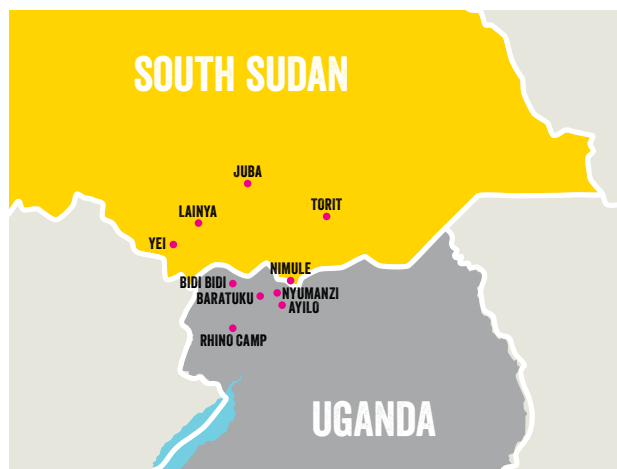 SOUTH SUDAN
JUBA
LAINYA
TORIT
YEI
NIMULE
BIDI BIDI
NYUMANZI
BARATUKU
AYILO
RHINO CAMP
UGANDA